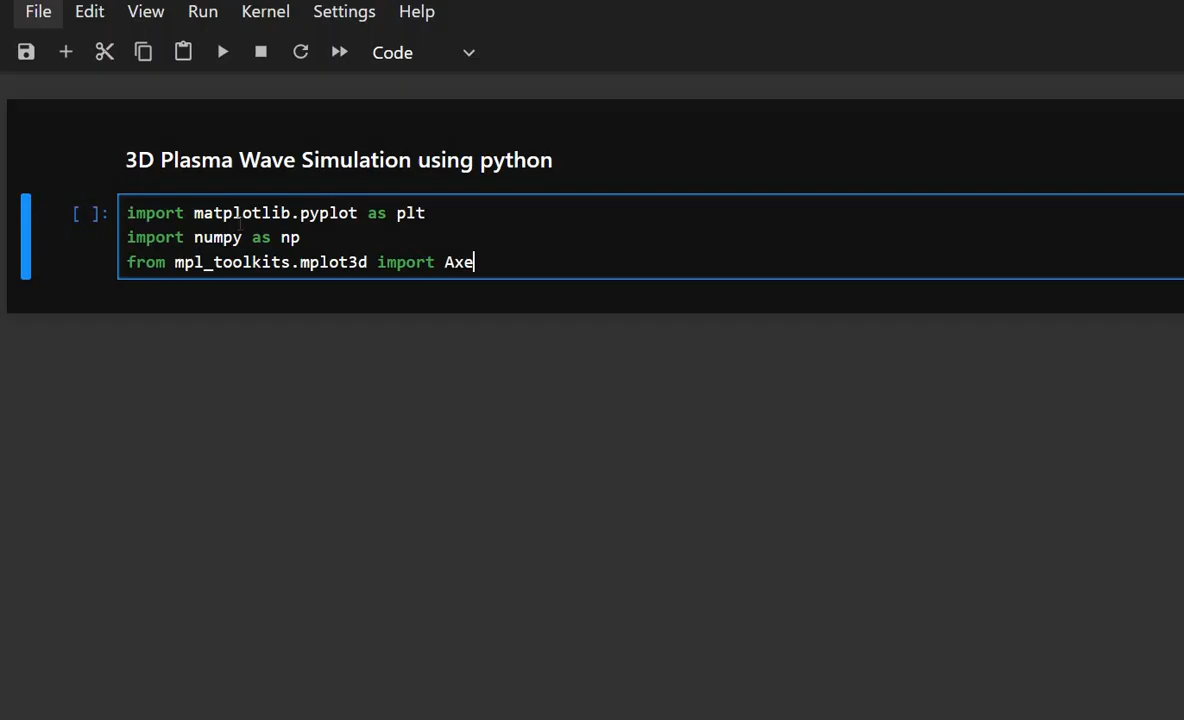 File Edit View Run Kernel Settings Help
Code
3D Plasma Wave Simulation using python
[ ]: import matplotlib.pyplot as plt
import numpy as np
from mpl_toolkits.mplot3d import Axe